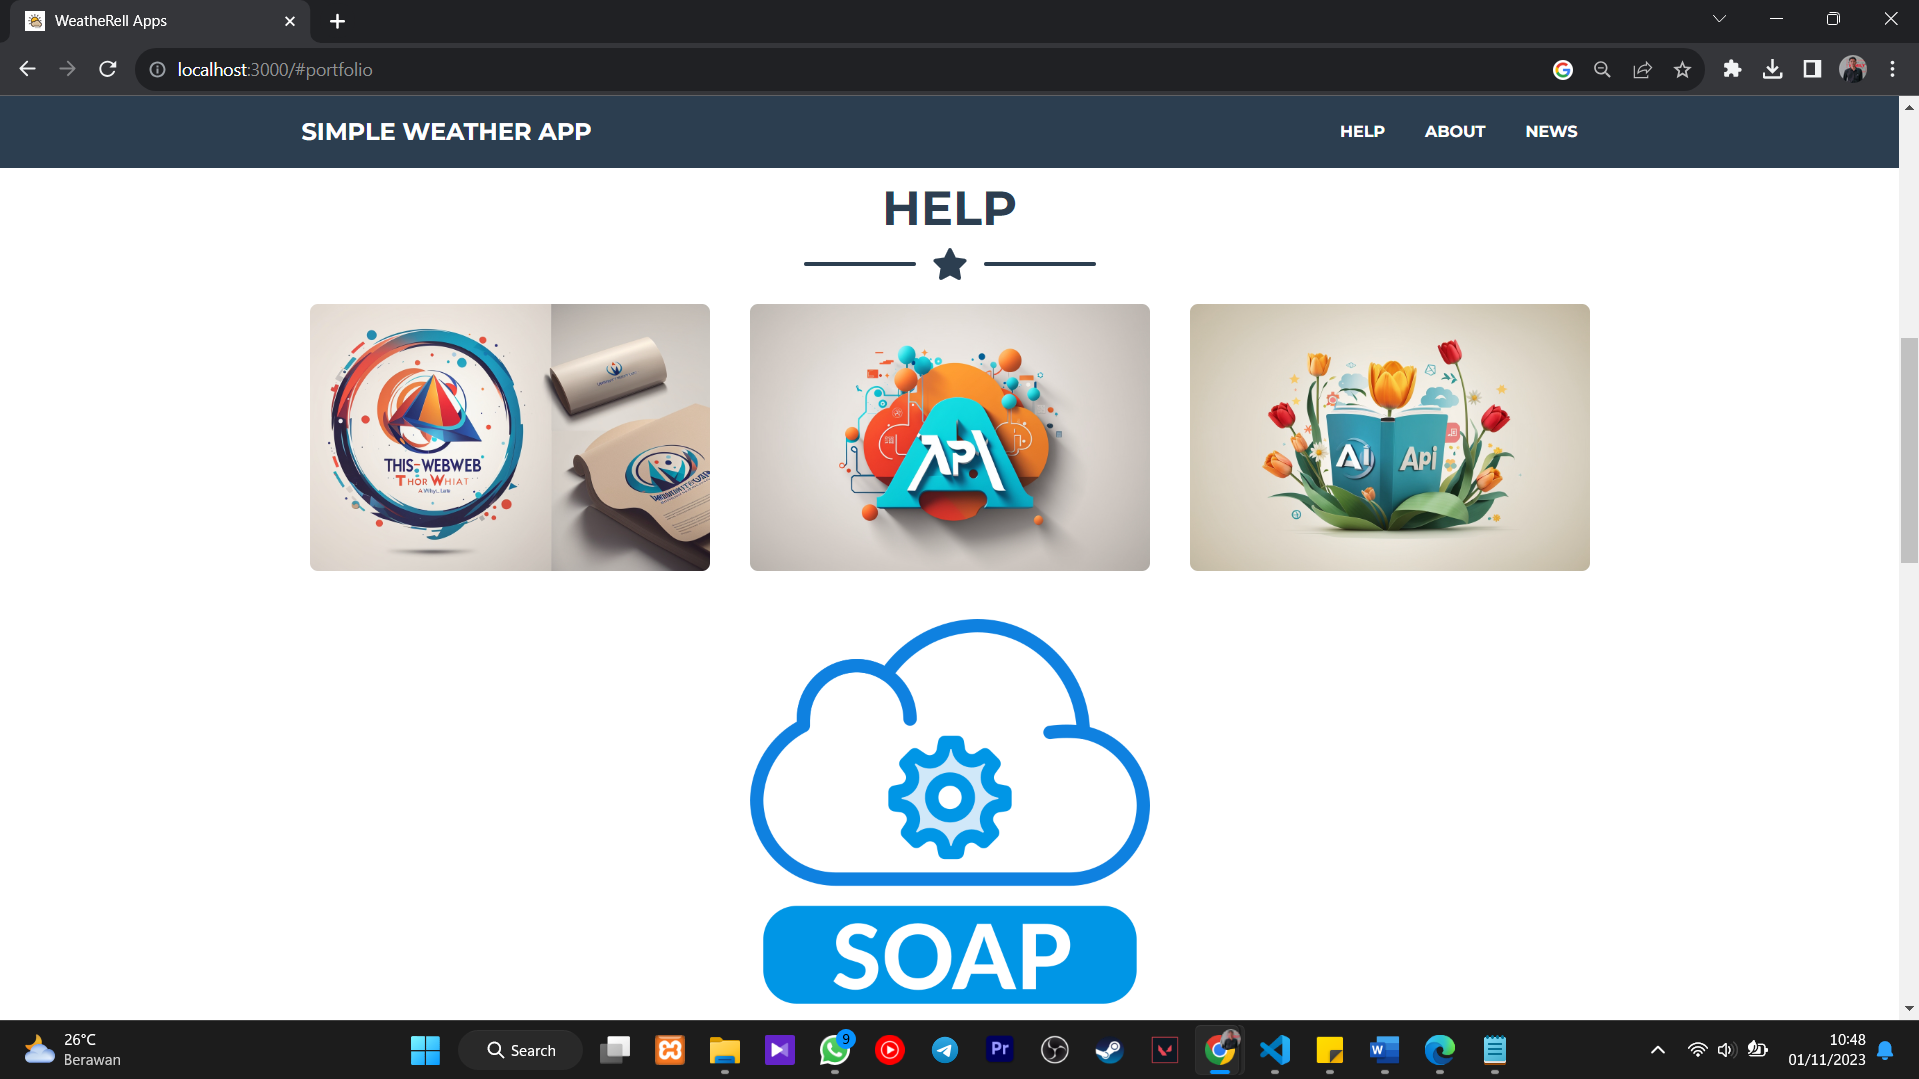 WeatheRell Apps
localhost:3000/#portfolio
SIMPLE WEATHER APP
HELP
ABOUT
NEWS
HELP
THIS-WEBWEB
THOR WHIAT
API
Ai
Api
SOAP
26°C
Berawan
Search
9
Pr
10:48
01/11/2023